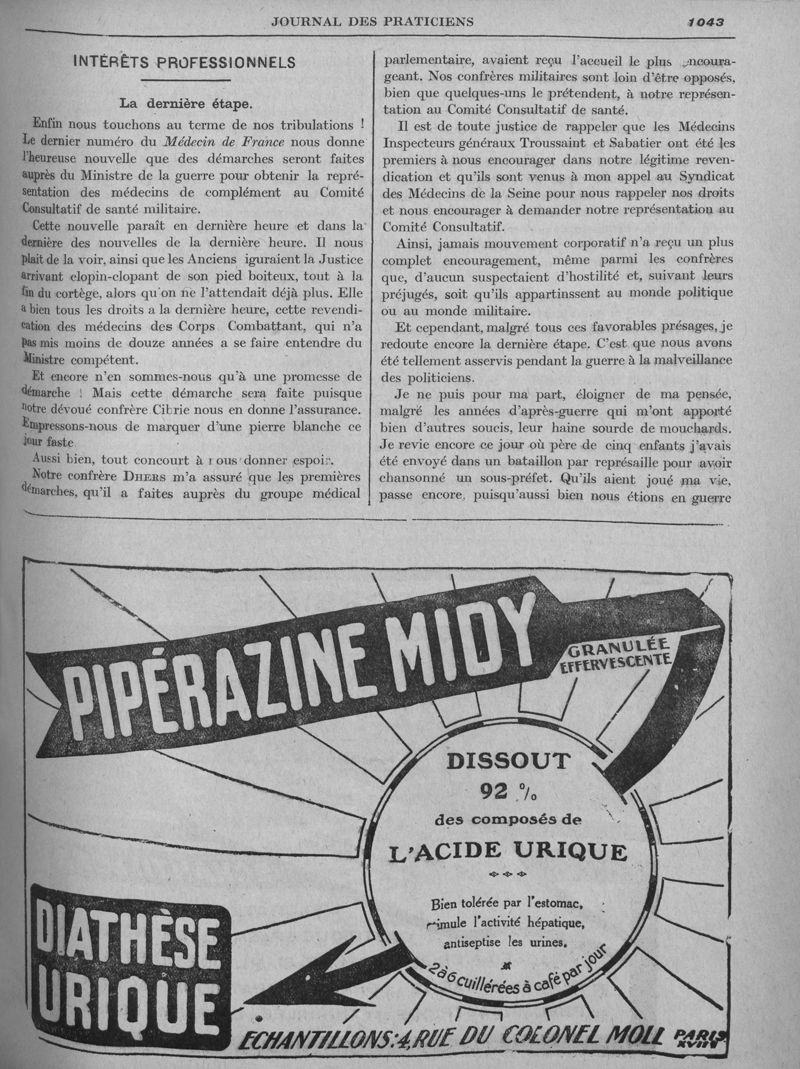 JOURNAL DES PRATICIENS
1043
INTÉRÊTS PROFESSIONNELS
La dernière étape.
Enfin nous touchons au terme de nos tribulations !
Le dernier numéro du Médecin de France nous donne
l'heureuse nouvelle que des démarches seront faites
auprès du Ministre de la guerre pour obtenir la repré-
sentation des médecins de complément au Comité
Consultatif de santé militaire.
Cette nouvelle paraît en dernière heure et dans la
dernière des nouvelles de la dernière heure. Il nous
plait de la voir, ainsi que les Anciens iguraient la Justice
arrivant clopin-clopant de son pied boiteux, tout à la
fin du cortège, alors qu'on ne l'attendait déjà plus. Elle
a bien tous les droits a la dernière heure, cette revendi-
cation des médecins des Corps Combattant, qui n'a
pas mis moins de douze années a se faire entendre du
Ministre compétent.
Et encore n'en sommes-nous qu'à une promesse de
démarche ! Mais cette démarche sera faite puisque
notre dévoué confrère Cibrie nous en donne l'assurance.
Empressons-nous de marquer d'une pierre blanche ce
jour faste
Aussi bien, tout concourt à nous donner espoir.
Notre confrère DHERS m'a assuré que les premières
démarches, qu'il a faites auprès du groupe médical
parlementaire, avaient reçu l'accueil le plus encoura-
geant. Nos confrères militaires sont loin d'être opposés,
bien que quelques-uns le prétendent, à notre représen-
tation au Comité Consultatif de santé.
Il est de toute justice de rappeler que les Médecins
Inspecteurs généraux Troussaint et Sabatier ont été les
premiers à nous encourager dans notre légitime reven-
dication et qu'ils sont venus à mon appel au Syndicat
des Médecins de la Seine pour nous rappeler nos droits
et nous encourager à demander notre représentation au
Comité Consultatif.
Ainsi, jamais mouvement corporatif n'a reçu un plus
complet encouragement, même parmi les confrères
que, d'aucun suspectaient d'hostilité et, suivant leurs
préjugés, soit qu'ils appartinssent au monde politique
ou au monde militaire.
Et cependant, malgré tous ces favorables présages, je
redoute encore la dernière étape. C'est que nous avons
été tellement asservis pendant la guerre à la malveillance
des politiciens.
Je ne puis pour ma part, éloigner de ma pensée,
malgré les années d'après-guerre qui m'ont apporté
bien d'autres soucis, leur haine sourde de mouchards.
Je revie encore ce jour où père de cinq enfants j'avais
été envoyé dans un bataillon par représaille pour avoir
chansonné un sous-préfet. Qu'ils aient joué ma vie,
passe encore, puisqu'aussi bien nous étions en guerre
PIPÉRAZINE MIDY
GRANULÉE
EFFERVESCENTE
DISSOUT
92 %
des composés de
L'ACIDE URIQUE
Bien tolérée par l'estomac,
stimule l'activité hépatique,
antiseptise les urines.
2 à 6 cuillérées à café par jour
DIATHÈSE
URIQUE
ECHANTILLONS: 4, RUE DU COLONEL MOLL PARIS
XVIIe